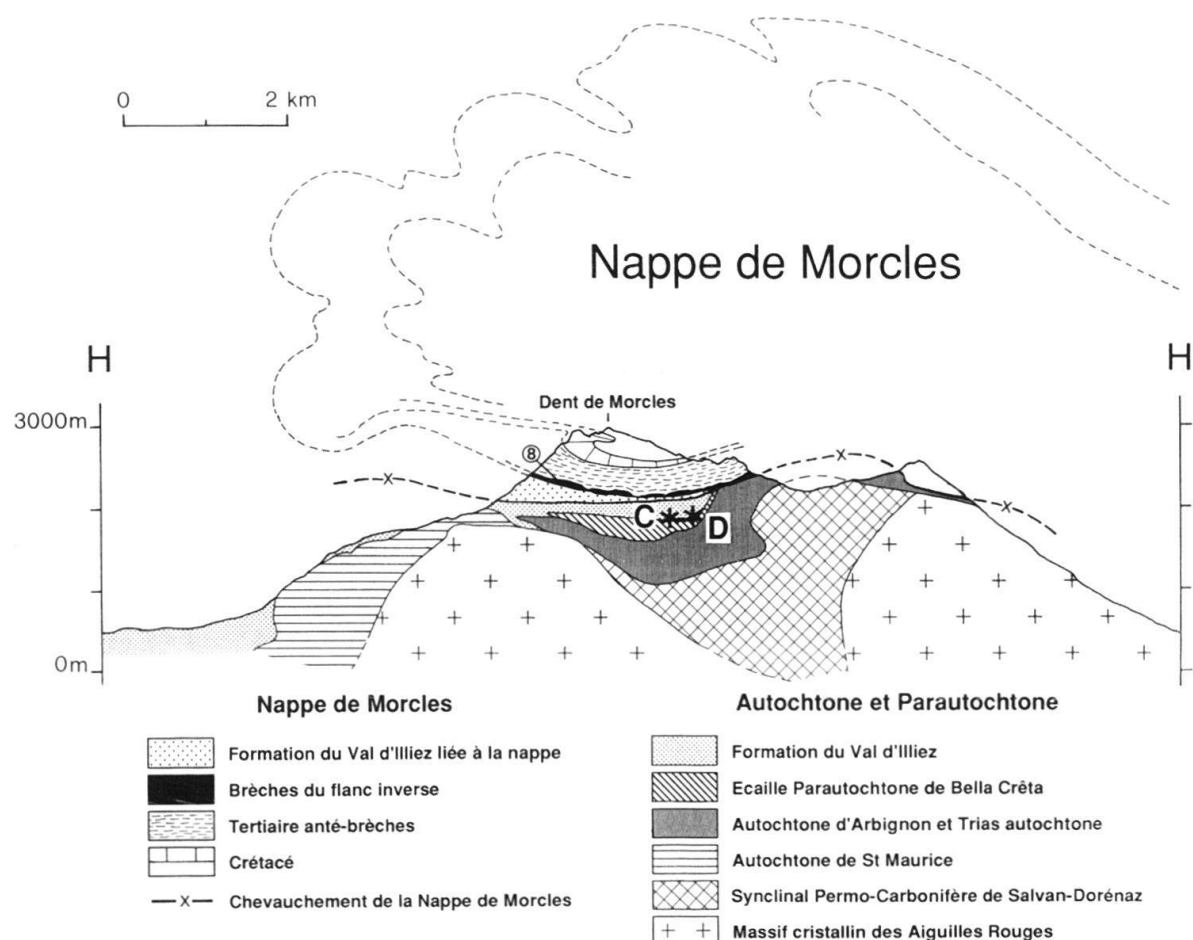 0 2 km
Nappe de Morcles
H H
3000m
Dent de Morcles
8
X X X
C D
0m
Nappe de Morcles
Formation du Val d'Illiez liée à la nappe
Brèches du flanc inverse
Tertiaire anté-brèches
Crétacé
—X— Chevauchement de la Nappe de Morcles
Autochtone et Parautochtone
Formation du Val d'Illiez
Ecaille Parautochtone de Bella Crêta
Autochtone d'Arbignon et Trias autochtone
Autochtone de St Maurice
Synclinal Permo-Carbonifère de Salvan-Dorénaz
Massif cristallin des Aiguilles Rouges